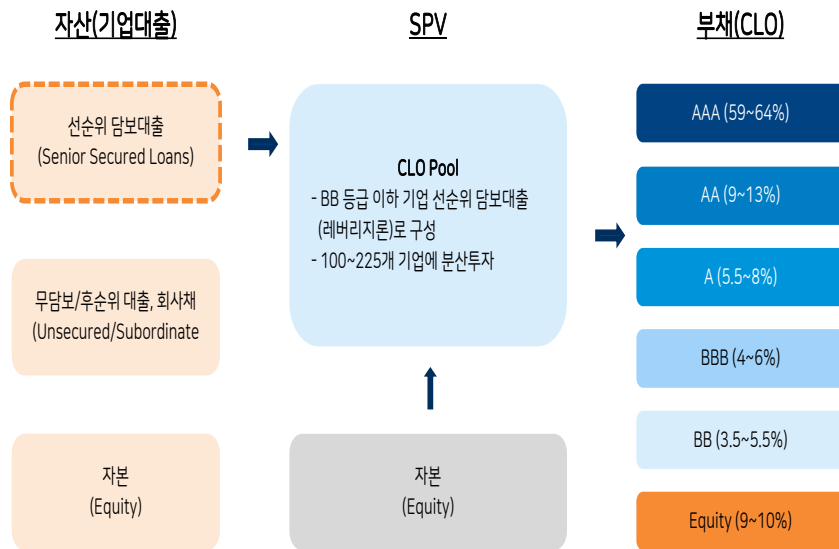 자산(기업대출)
SPV
부채(CLO)
선순위 담보대출
(Senior Secured Loans)
무담보/후순위 대출, 회사채
(Unsecured/Subordinate
자본
(Equity)
CLO Pool
- BB 등급 이하 기업 선순위 담보대출
(레버리지론)로 구성
- 100~225개 기업에 분산투자
자본
(Equity)
AAA (59~64%)
AA (9~13%)
A (5.5~8%)
BBB (4~6%)
BB (3.5~5.5%)
Equity (9~10%)